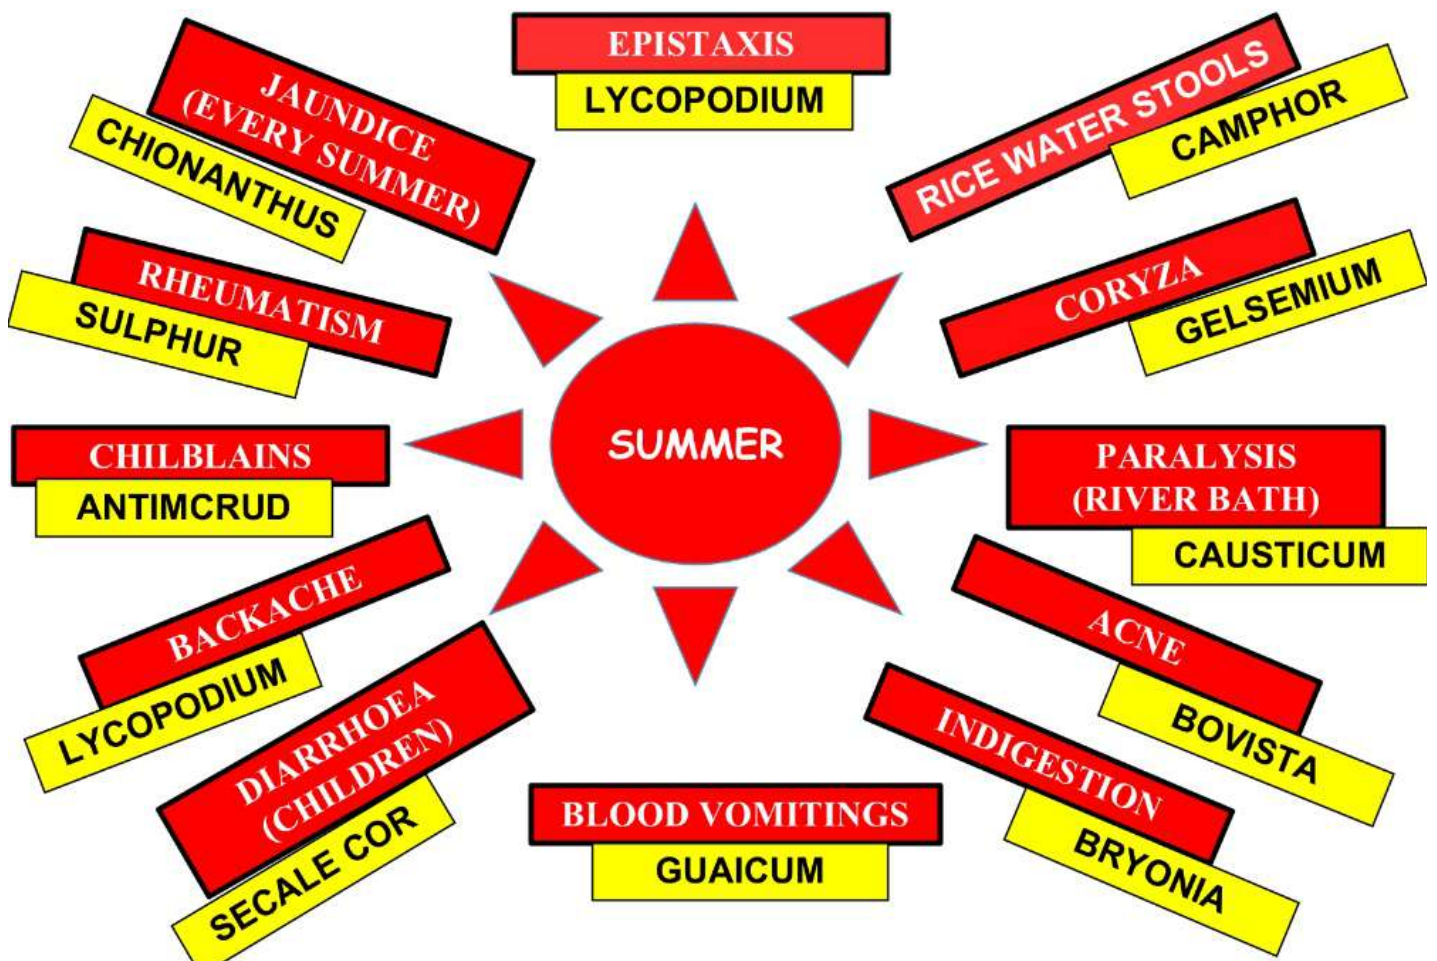 EPISTAXIS
LYCOPODIUM
RICE WATER STOOLS
CAMPHOR
CORYZA
GELSEMIUM
PARALYSIS
(RIVER BATH)
CAUSTICUM
ACNE
BOVISTA
INDIGESTION
BRYONIA
BLOOD VOMITINGS
GUAICUM
DIARRHOEA
(CHILDREN)
SECALE COR
BACKACHE
LYCOPODIUM
CHILBLAINS
ANTIMCRUD
RHEUMATISM
SULPHUR
JAUNDICE
(EVERY SUMMER)
CHIONANTHUS
SUMMER